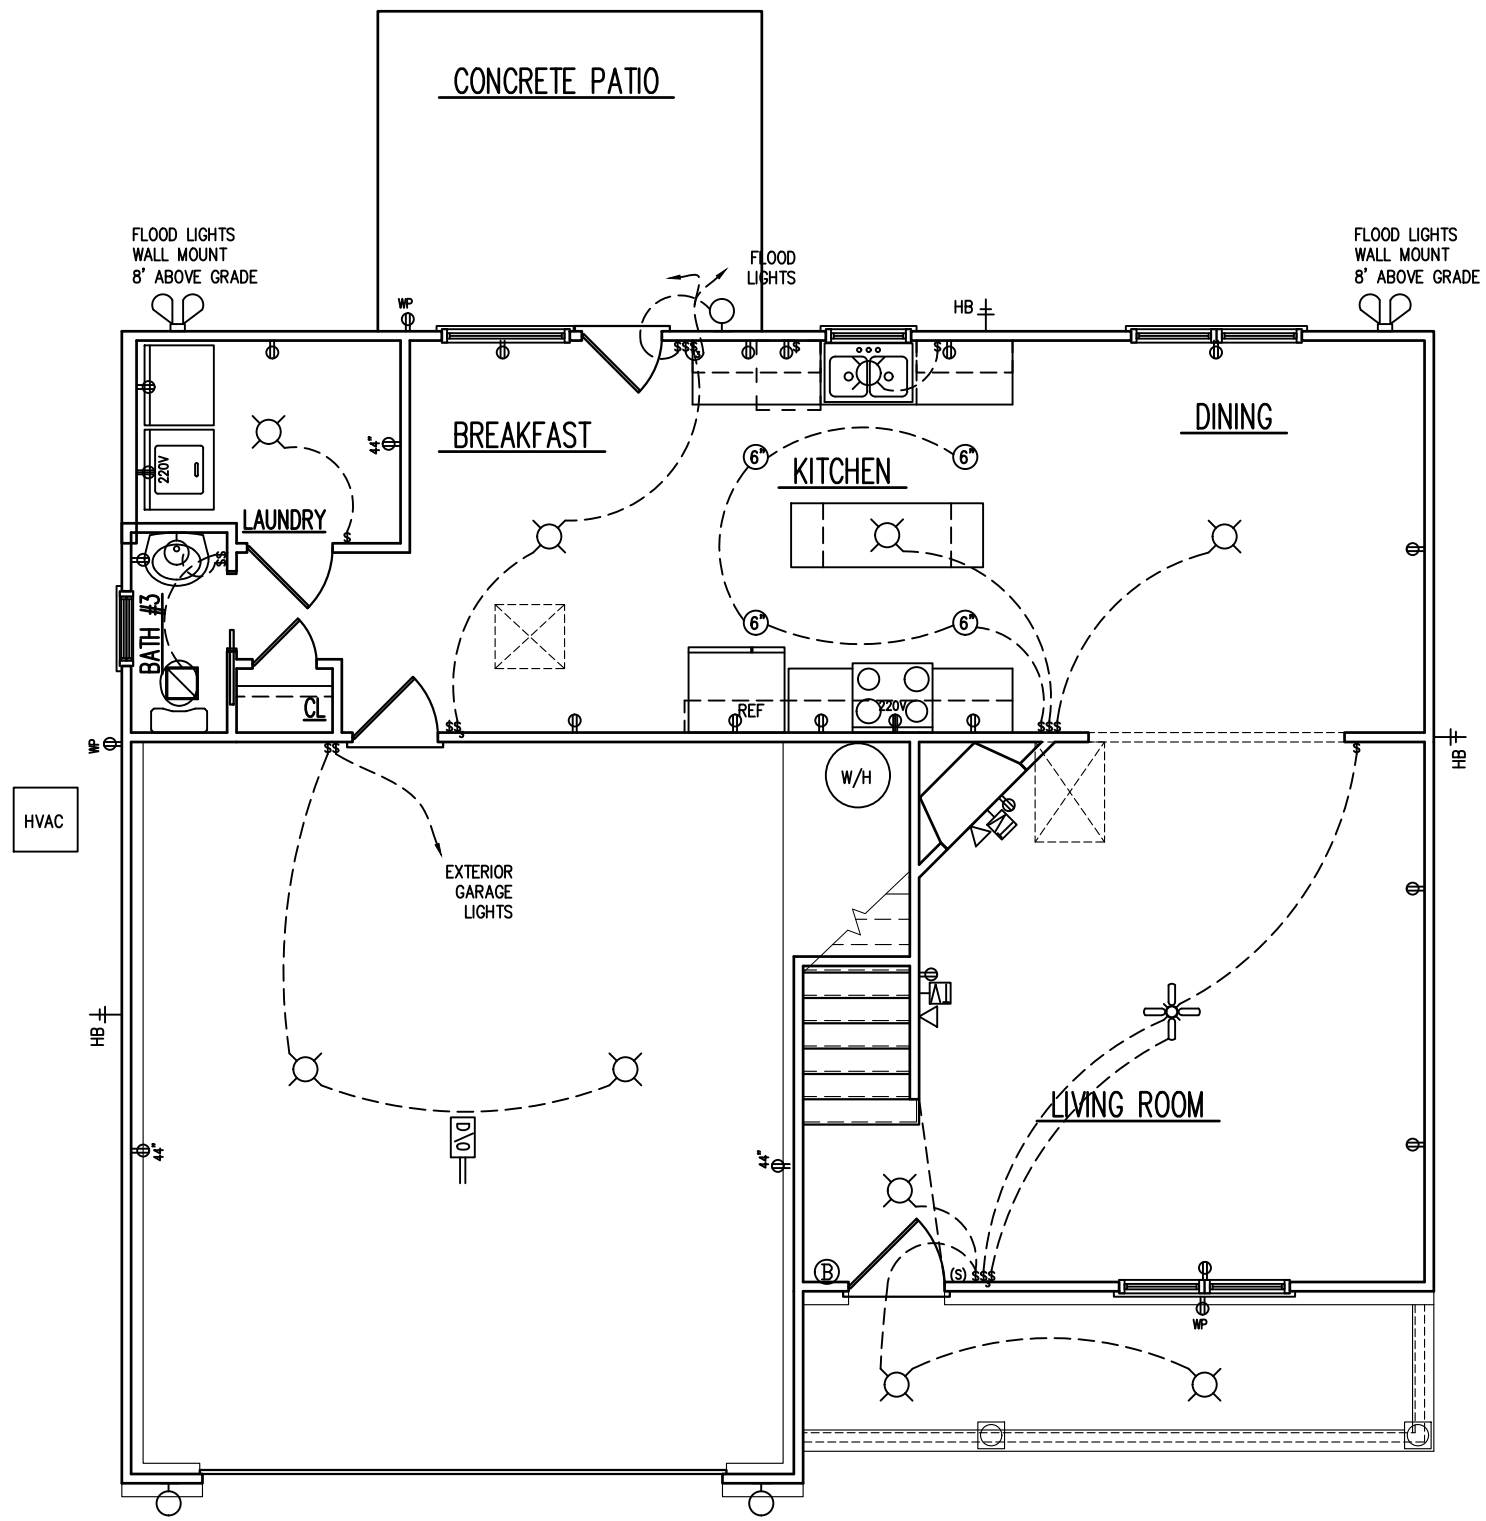 CONCRETE PATIO
FLOOD LIGHTS
WALL MOUNT
8' ABOVE GRADE
FLOOD
LIGHTS
FLOOD LIGHTS
WALL MOUNT
8' ABOVE GRADE
WP
HB
$$$
$
$
$
44"
220V
BREAKFAST
KITCHEN
DINING
6"
6"
LAUNDRY
$
$$
BATH #3
6"
6"
CL
REF
220V
$$
$
$$$
WP
$$
$
HB
HVAC
W/H
EXTERIOR
GARAGE
LIGHTS
HB
D/O
LIVING ROOM
44"
44"
B
(S)
$$$
$
WP